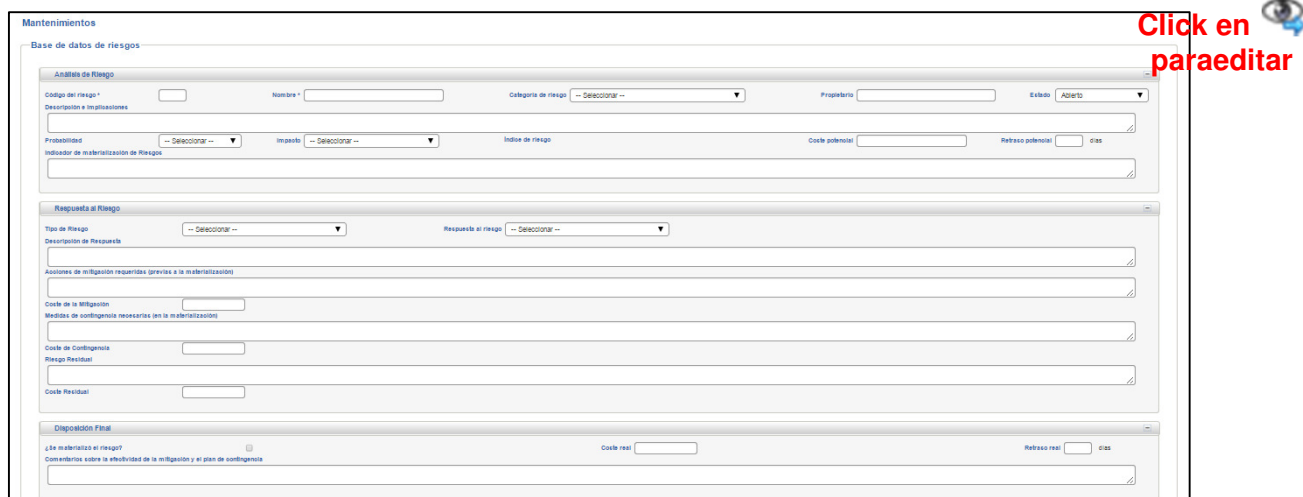 Mantenimientos
Click en
paraeditar
Base de datos de riesgos
Análisis de Riesgo
Código del riesgo * Nombre * Categoría de riesgo -- Seleccionar -- Propietario Estado Abierto
Descripción e implicaciones
Probabilidad -- Seleccionar -- Impacto -- Seleccionar -- Índice de riesgo Coste potencial Retraso potencial días
Indicador de materialización de Riesgos
Respuesta al Riesgo
Tipo de Riesgo -- Seleccionar -- Respuesta al riesgo -- Seleccionar --
Descripción de Respuesta
Acciones de mitigación requeridas (previas a la materialización)
Coste de la Mitigación
Medidas de contingencia necesarias (en la materialización)
Coste de Contingencia
Riesgo Residual
Coste Residual
Disposición Final
¿Se materializó el riesgo? Coste real Retraso real días
Comentarios sobre la efectividad de la mitigación y el plan de contingencia